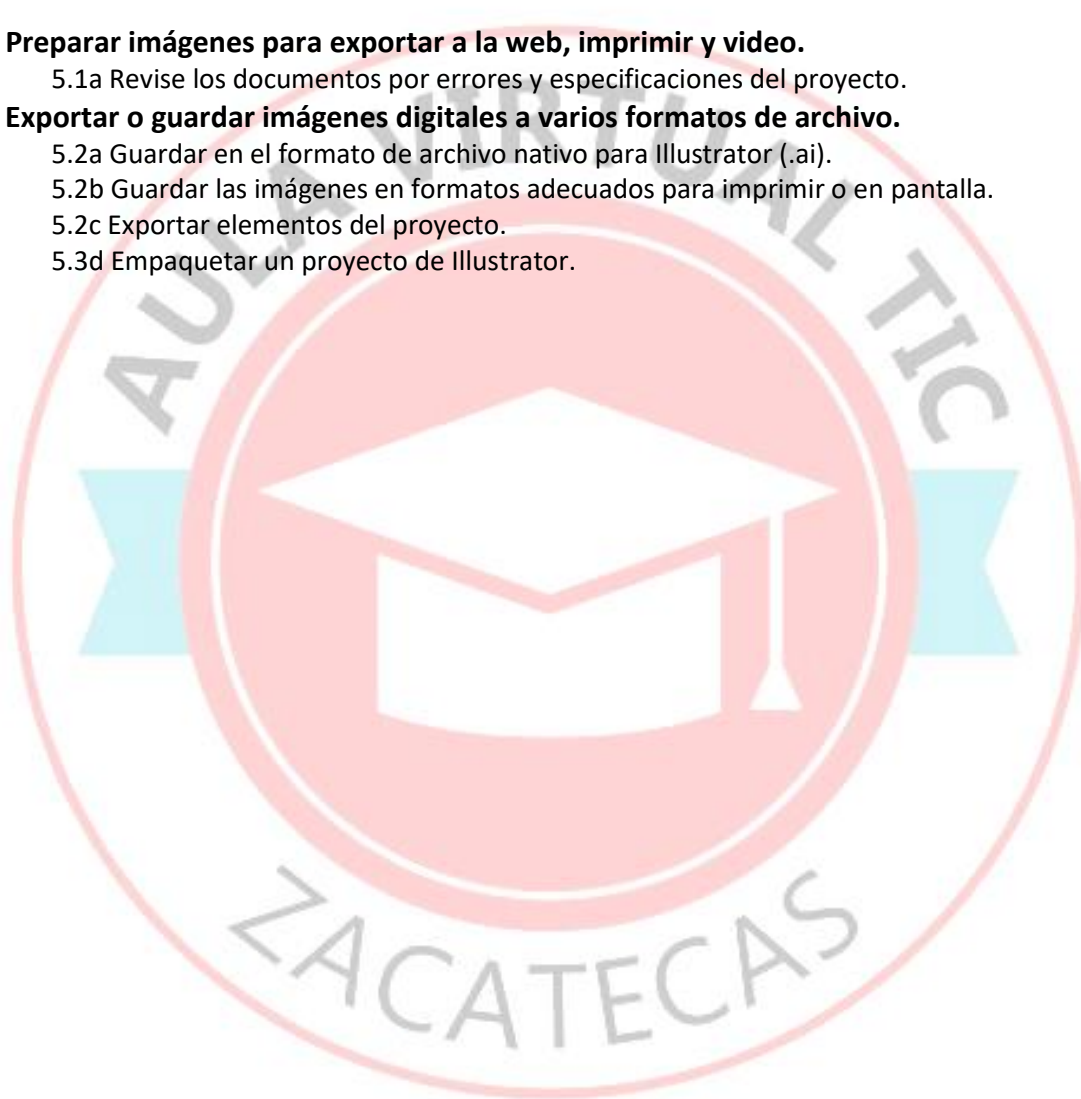 Preparar imágenes para exportar a la web, imprimir y video.
5.1a Revise los documentos por errores y especificaciones del proyecto.
Exportar o guardar imágenes digitales a varios formatos de archivo.
5.2a Guardar en el formato de archivo nativo para Illustrator (.ai).
5.2b Guardar las imágenes en formatos adecuados para imprimir o en pantalla.
5.2c Exportar elementos del proyecto.
5.3d Empaquetar un proyecto de Illustrator.
AULA VIRTUAL TIC
ZACATECAS